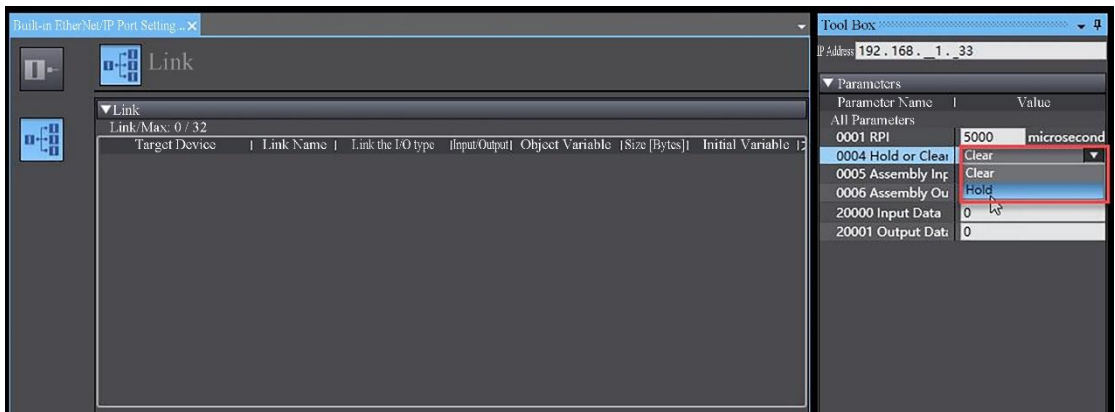 Built-in EtherNet/IP Port Setting ...
Link
▼Link
Link/Max: 0 / 32
Target Device | Link Name | Link the I/O type |Input/Output| Object Variable |Size [Bytes]| Initial Variable
Tool Box
IP Address 192 . 168 . __1 . _33
▼ Parameters
Parameter Name | Value
All Parameters
0001 RPI 5000 microsecond
0004 Hold or Clear Clear
0005 Assembly Inp Clear
0006 Assembly Ou Hold
20000 Input Data 0
20001 Output Data 0